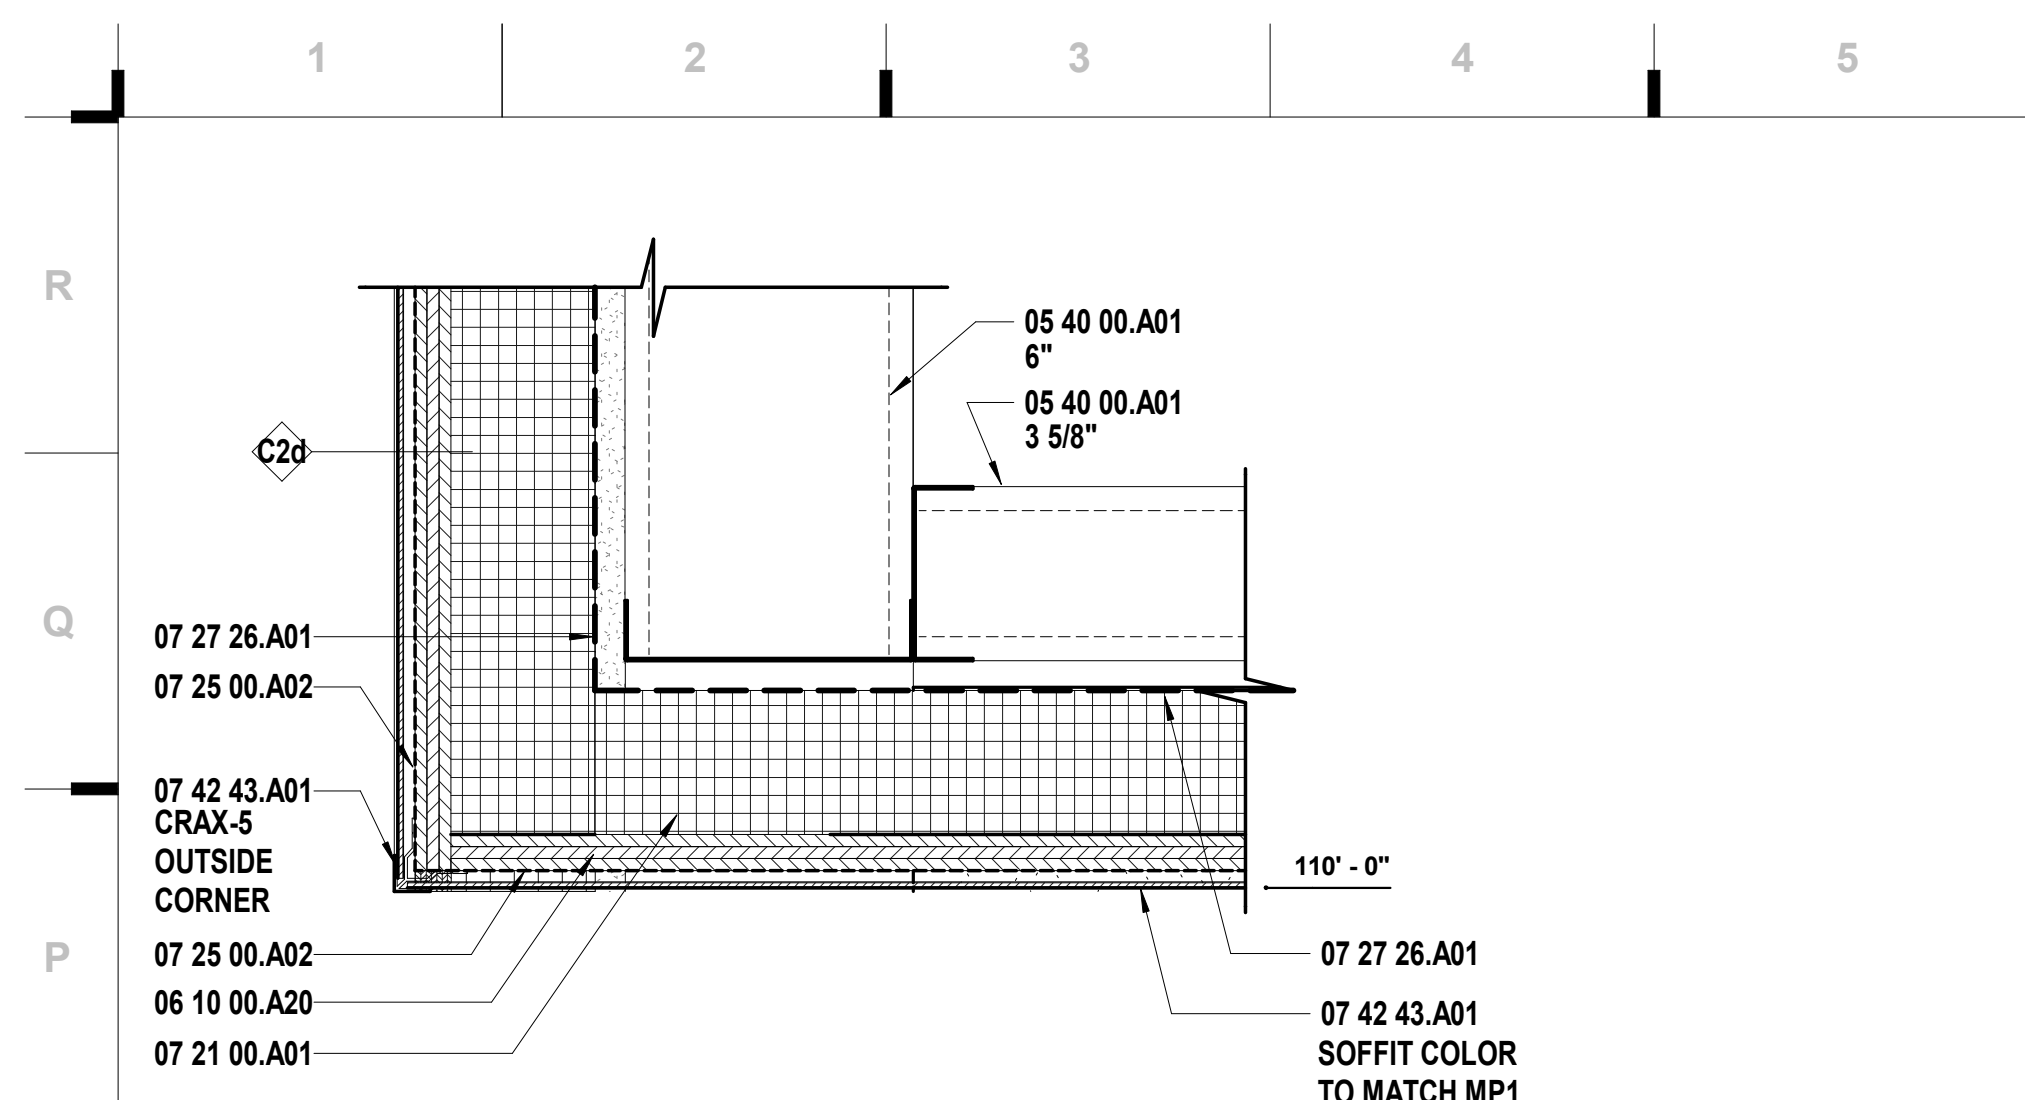 1 2 3 4 5
R
05 40 00.A01
6"
05 40 00.A01
3 5/8"
C2d
Q
07 27 26.A01
07 25 00.A02
07 42 43.A01
CRAX-5
OUTSIDE
CORNER
110' - 0"
P
07 25 00.A02
06 10 00.A20
07 21 00.A01
07 27 26.A01
07 42 43.A01
SOFFIT COLOR
TO MATCH MP1